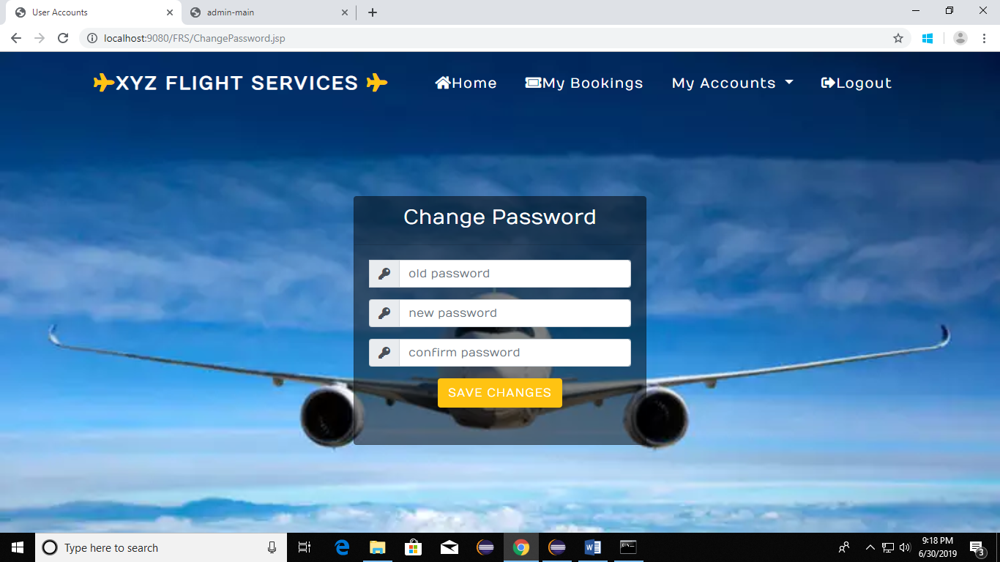 User Accounts
admin-main
localhost:9080/FRS/ChangePassword.jsp
XYZ FLIGHT SERVICES
Home
My Bookings
My Accounts
Logout
Change Password
old password
new password
confirm password
SAVE CHANGES
Type here to search
9:18 PM
6/30/2019
3